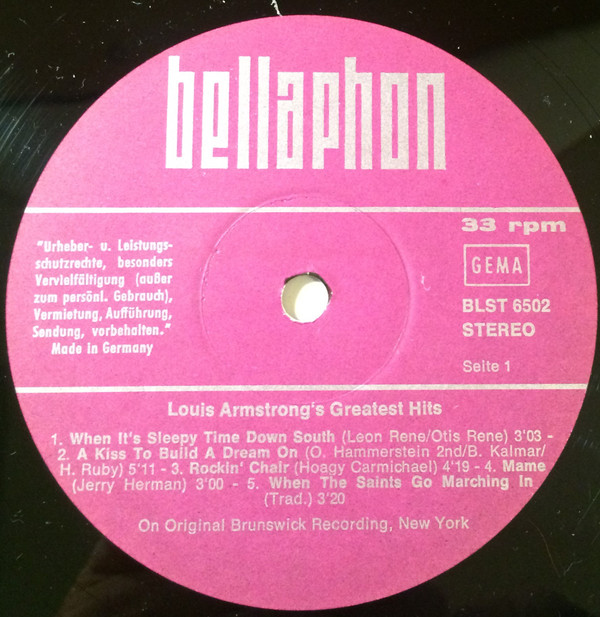 bellaphon
33 rpm
"Urheber- u. Leistungs-
schutzrechte, besonders
Vervielfältigung (außer
zum persönl. Gebrauch),
Vermietung, Aufführung,
Sendung, vorbehalten."
Made in Germany
GEMA
BLST 6502
STEREO
Seite 1
Louis Armstrong's Greatest Hits
1. When It's Sleepy Time Down South (Leon Rene/Otis Rene) 3'03 -
2. A Kiss To Build A Dream On (O. Hammerstein 2nd/B. Kalmar/
H. Ruby) 5'11 - 3. Rockin' Chair (Hoagy Carmichael) 4'19 - 4. Mame
(Jerry Herman) 3'00 - 5. When The Saints Go Marching In
(Trad.) 3'20
On Original Brunswick Recording, New York